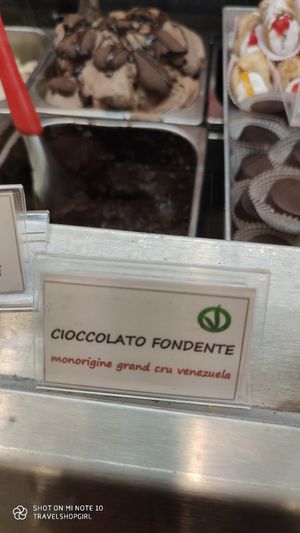 CIOCCOLATO FONDENTE
monorigine grand cru venezuela
SHOT ON MI NOTE 10
TRAVELSHOPGIRL